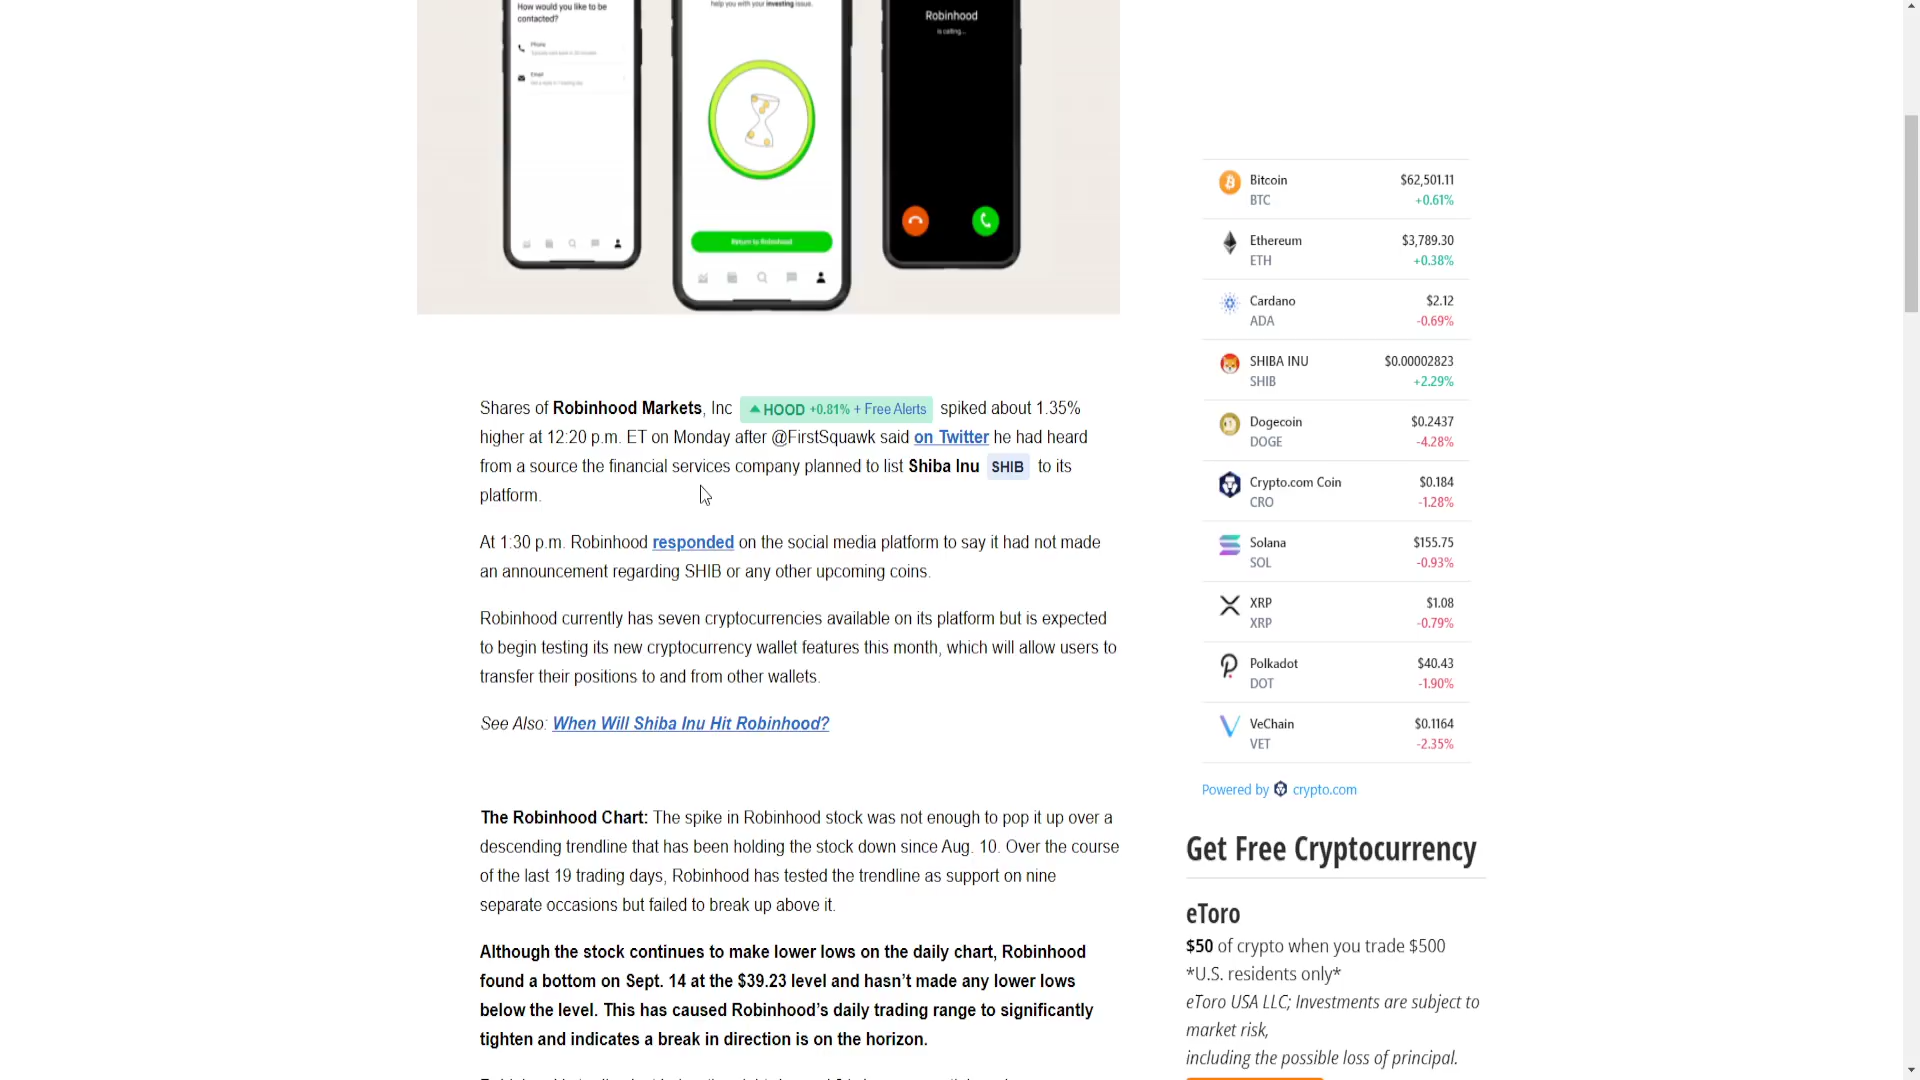 How would you like to be
contacted?
Phone
Email
help you with your investing issue.
Return to Robinhood
Robinhood
is calling...
Shares of Robinhood Markets, Inc HOOD +0.81% + Free Alerts spiked about 1.35%
higher at 12:20 p.m. ET on Monday after @FirstSquawk said on Twitter he had heard
from a source the financial services company planned to list Shiba Inu SHIB to its
platform.
At 1:30 p.m. Robinhood responded on the social media platform to say it had not made
an announcement regarding SHIB or any other upcoming coins.
Robinhood currently has seven cryptocurrencies available on its platform but is expected
to begin testing its new cryptocurrency wallet features this month, which will allow users to
transfer their positions to and from other wallets.
See Also: When Will Shiba Inu Hit Robinhood?
The Robinhood Chart: The spike in Robinhood stock was not enough to pop it up over a
descending trendline that has been holding the stock down since Aug. 10. Over the course
of the last 19 trading days, Robinhood has tested the trendline as support on nine
separate occasions but failed to break up above it.
Although the stock continues to make lower lows on the daily chart, Robinhood
found a bottom on Sept. 14 at the $39.23 level and hasn’t made any lower lows
below the level. This has caused Robinhood’s daily trading range to significantly
tighten and indicates a break in direction is on the horizon.
Bitcoin $62,501.11
BTC +0.61%
Ethereum $3,789.30
ETH +0.38%
Cardano $2.12
ADA -0.69%
SHIBA INU $0.00002823
SHIB +2.29%
Dogecoin $0.2437
DOGE -4.28%
Crypto.com Coin $0.184
CRO -1.28%
Solana $155.75
SOL -0.93%
XRP $1.08
XRP -0.79%
Polkadot $40.43
DOT -1.90%
VeChain $0.1164
VET -2.35%
Powered by crypto.com
Get Free Cryptocurrency
eToro
$50 of crypto when you trade $500
*U.S. residents only*
eToro USA LLC; Investments are subject to
market risk,
including the possible loss of principal.